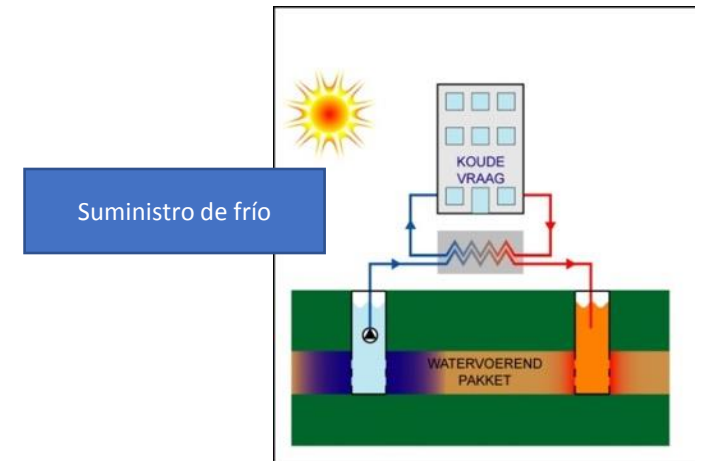 KOUDE
VRAAG
Suministro de frío
WATERVOEREND
PAKKET